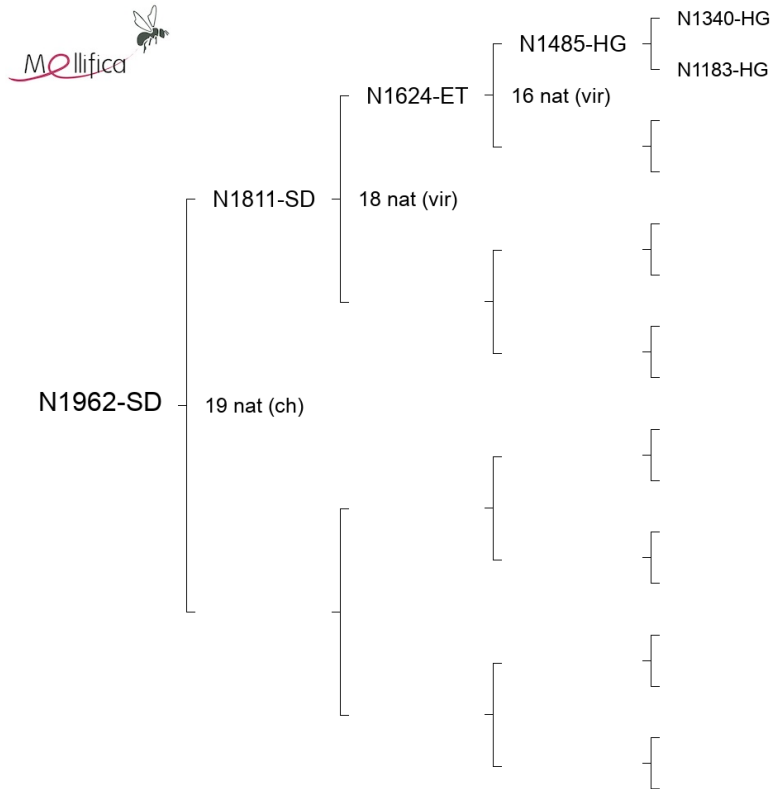 Mellifica
N1340-HG
N1485-HG
N1183-HG
N1624-ET
16 nat (vir)
N1811-SD
18 nat (vir)
N1962-SD
19 nat (ch)